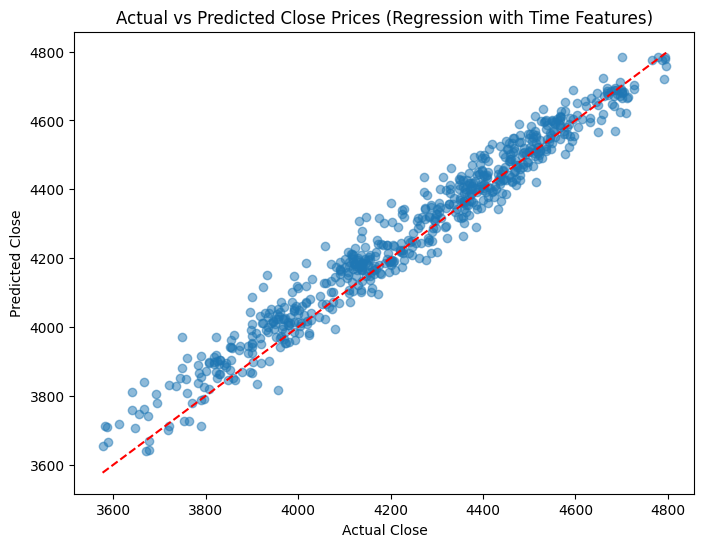 Actual vs Predicted Close Prices (Regression with Time Features)
4800
4600
4400
4200
4000
3800
3600
Predicted Close
3600 3800 4000 4200 4400 4600 4800
Actual Close